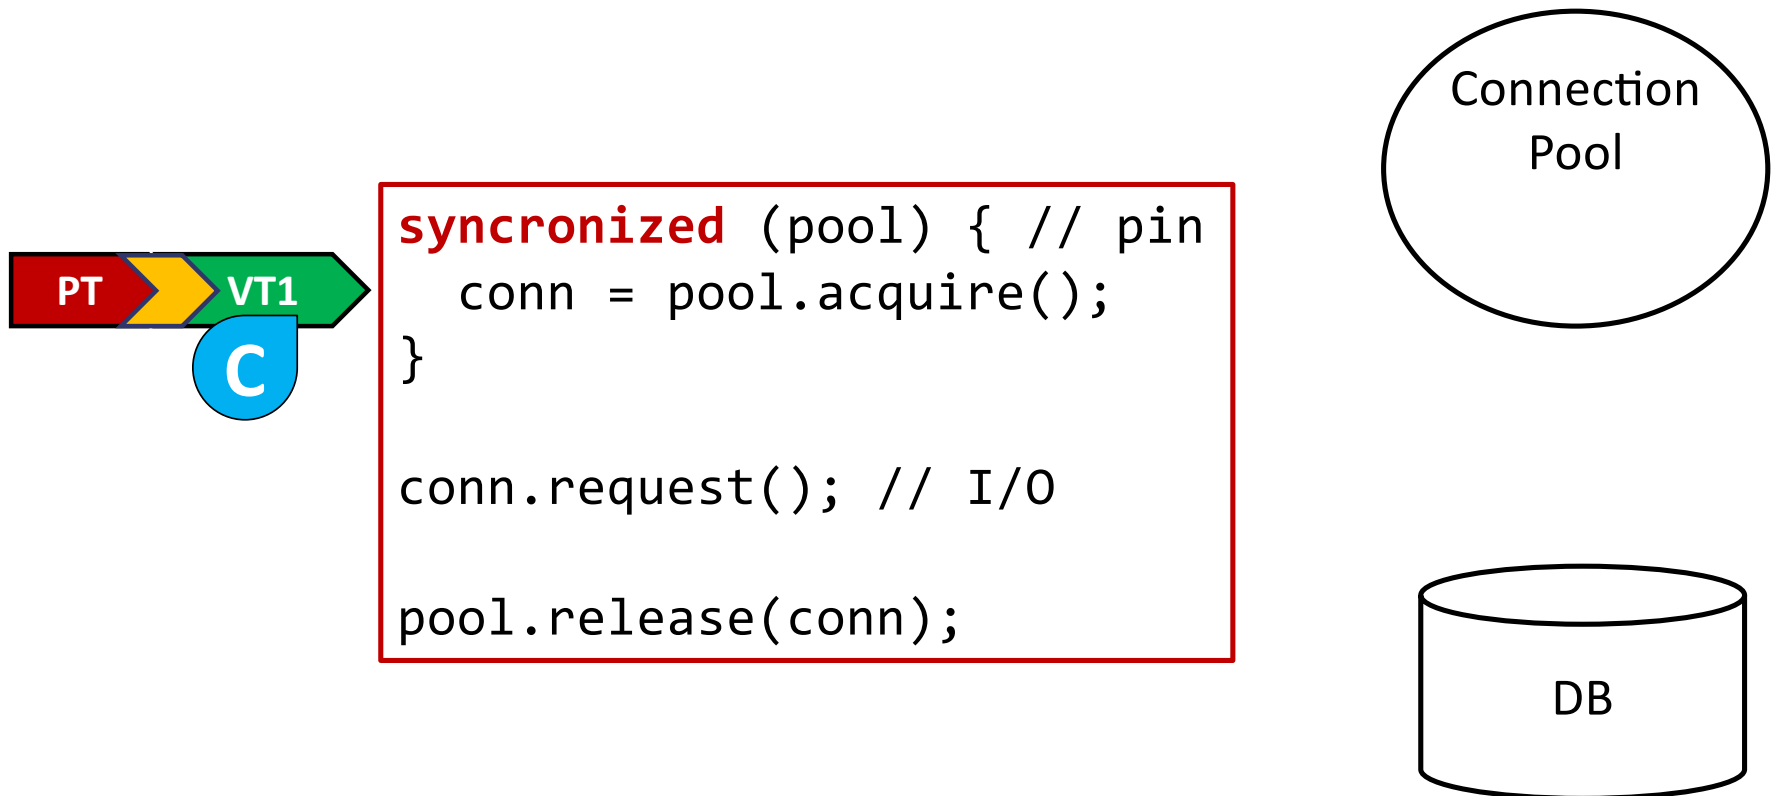 Connection
Pool
syncronized (pool) { // pin
  conn = pool.acquire();
}
PT
VT1
C
conn.request(); // I/O
pool.release(conn);
DB